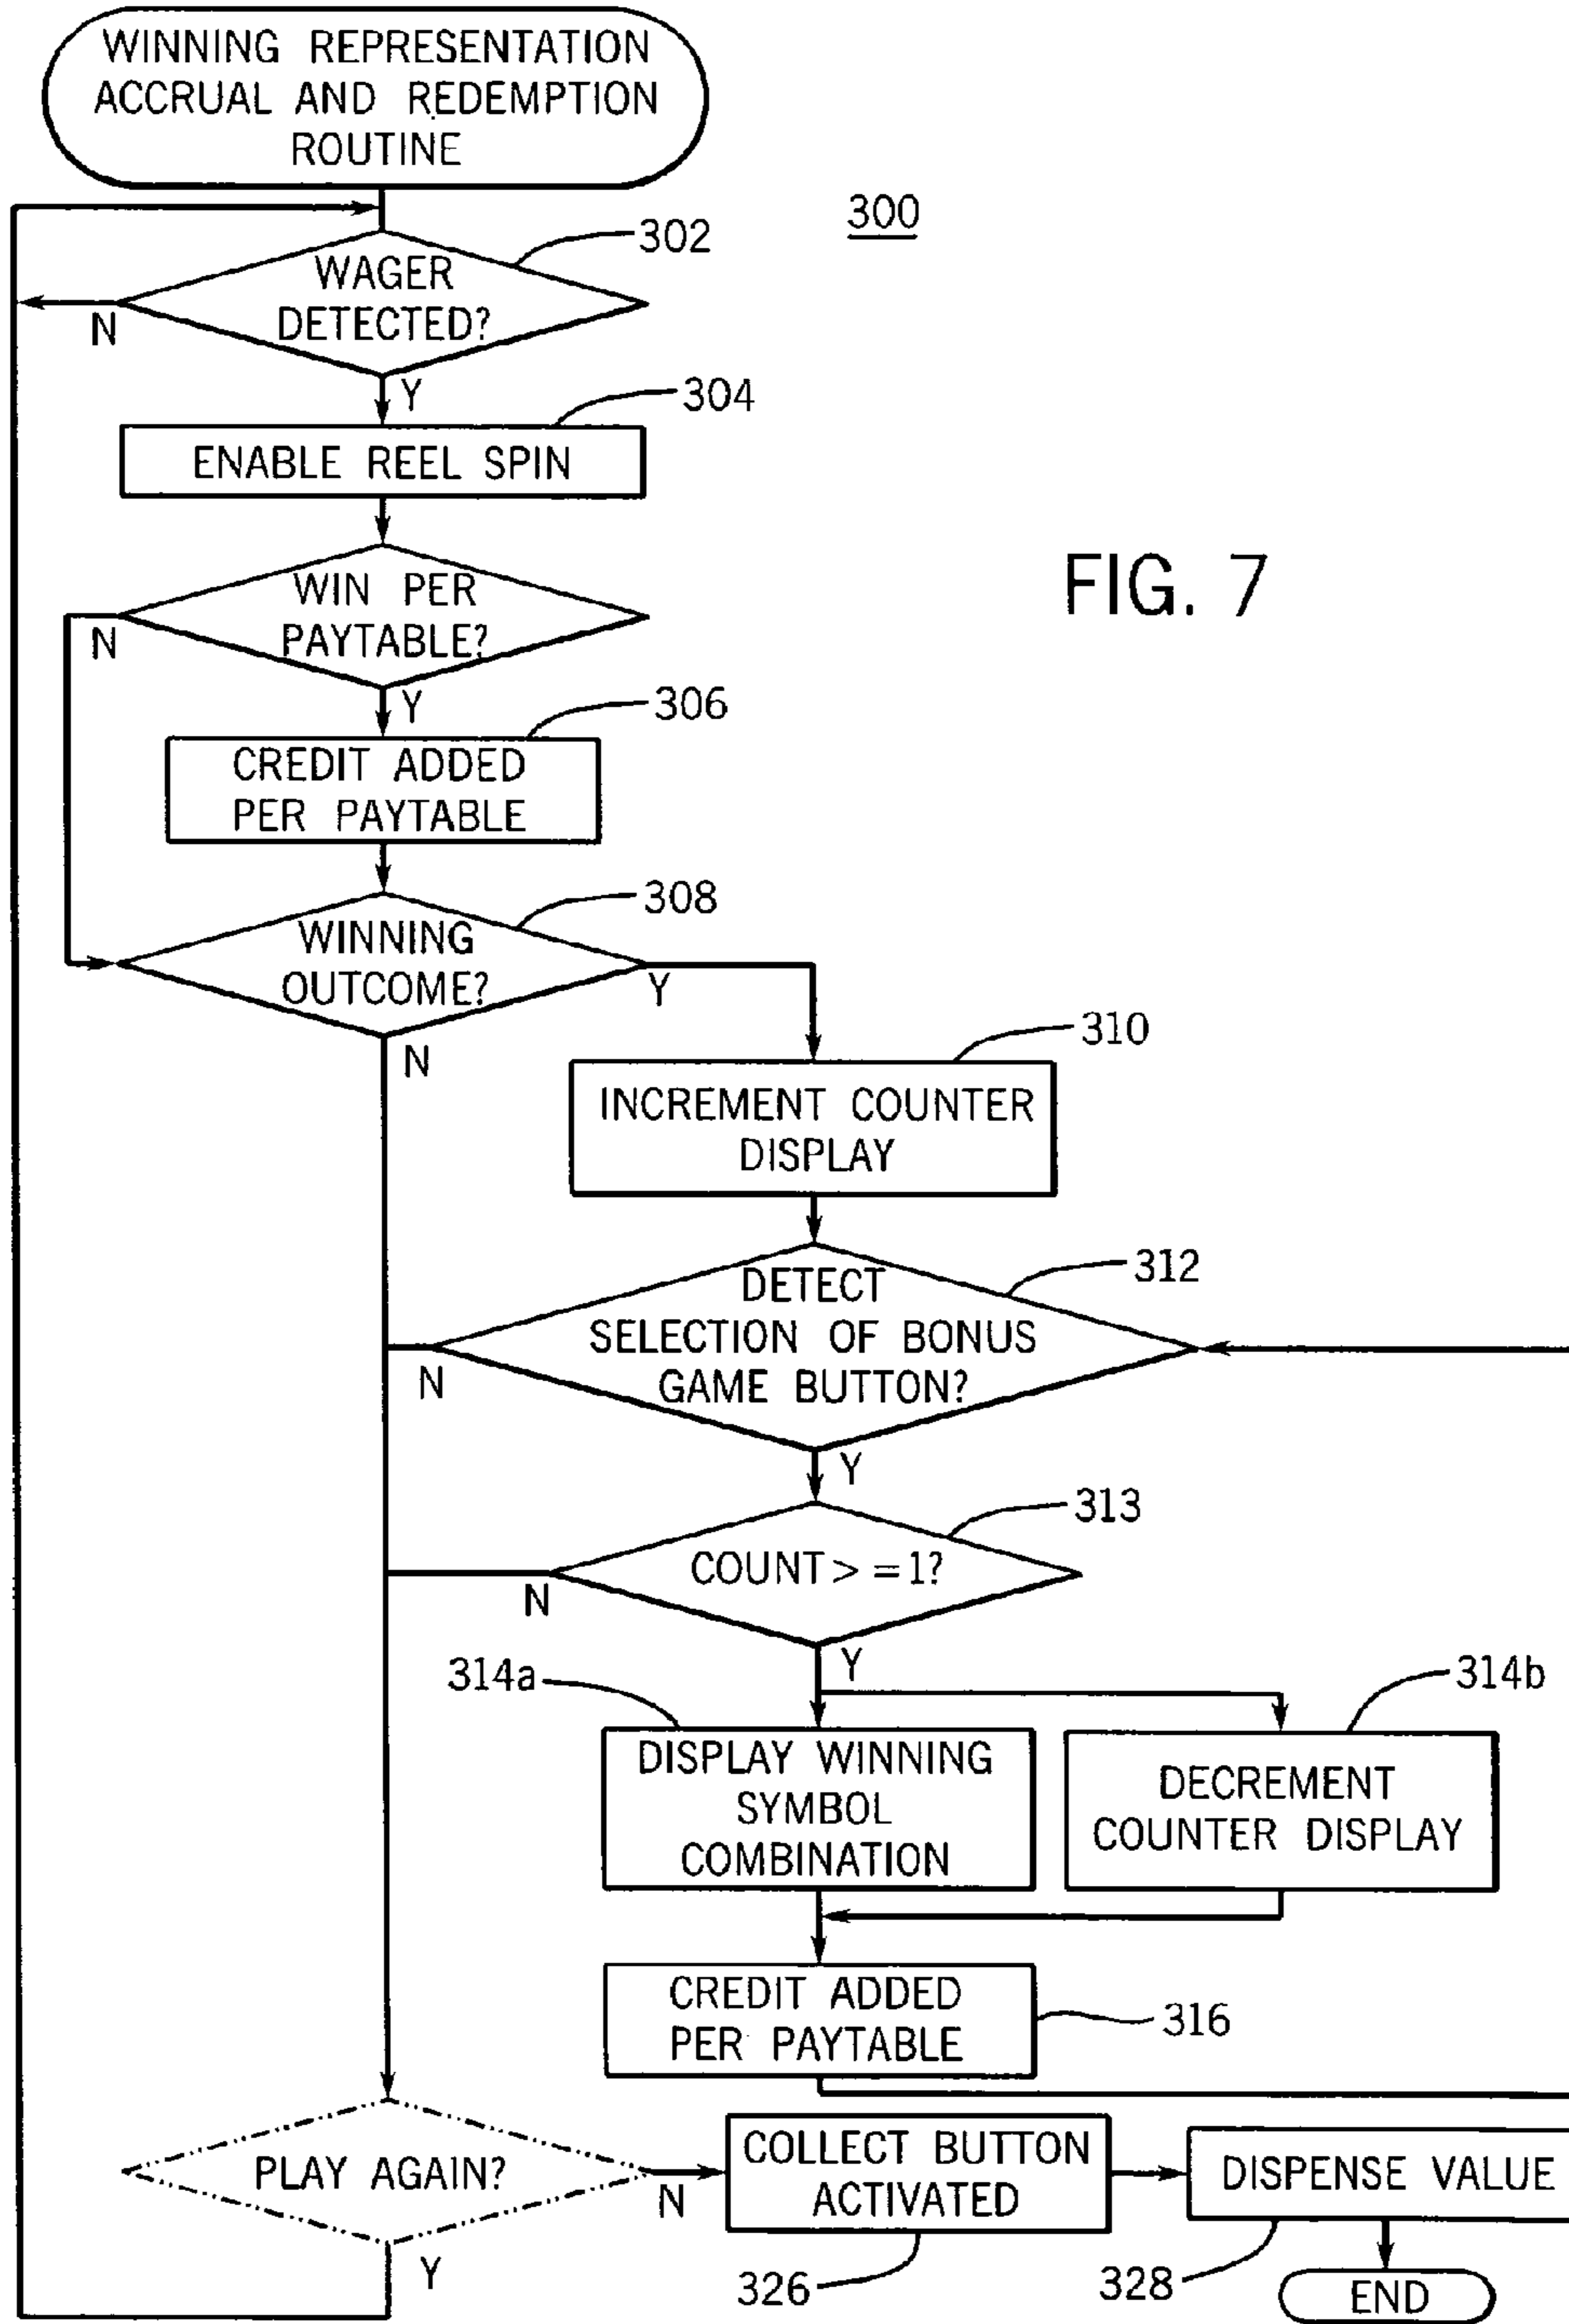 WINNING REPRESENTATION
ACCRUAL AND REDEMPTION
ROUTINE
300
302
WAGER
DETECTED?
N
Y
304
ENABLE REEL SPIN
FIG. 7
WIN PER
PAYTABLE?
N
Y
306
CREDIT ADDED
PER PAYTABLE
308
WINNING
OUTCOME?
Y
N
310
INCREMENT COUNTER
DISPLAY
312
DETECT
SELECTION OF BONUS
GAME BUTTON?
N
Y
313
COUNT > = 1?
N
Y
314a
314b
DISPLAY WINNING
SYMBOL
COMBINATION
DECREMENT
COUNTER DISPLAY
CREDIT ADDED
PER PAYTABLE
316
PLAY AGAIN?
N
Y
COLLECT BUTTON
ACTIVATED
326
DISPENSE VALUE
328
END